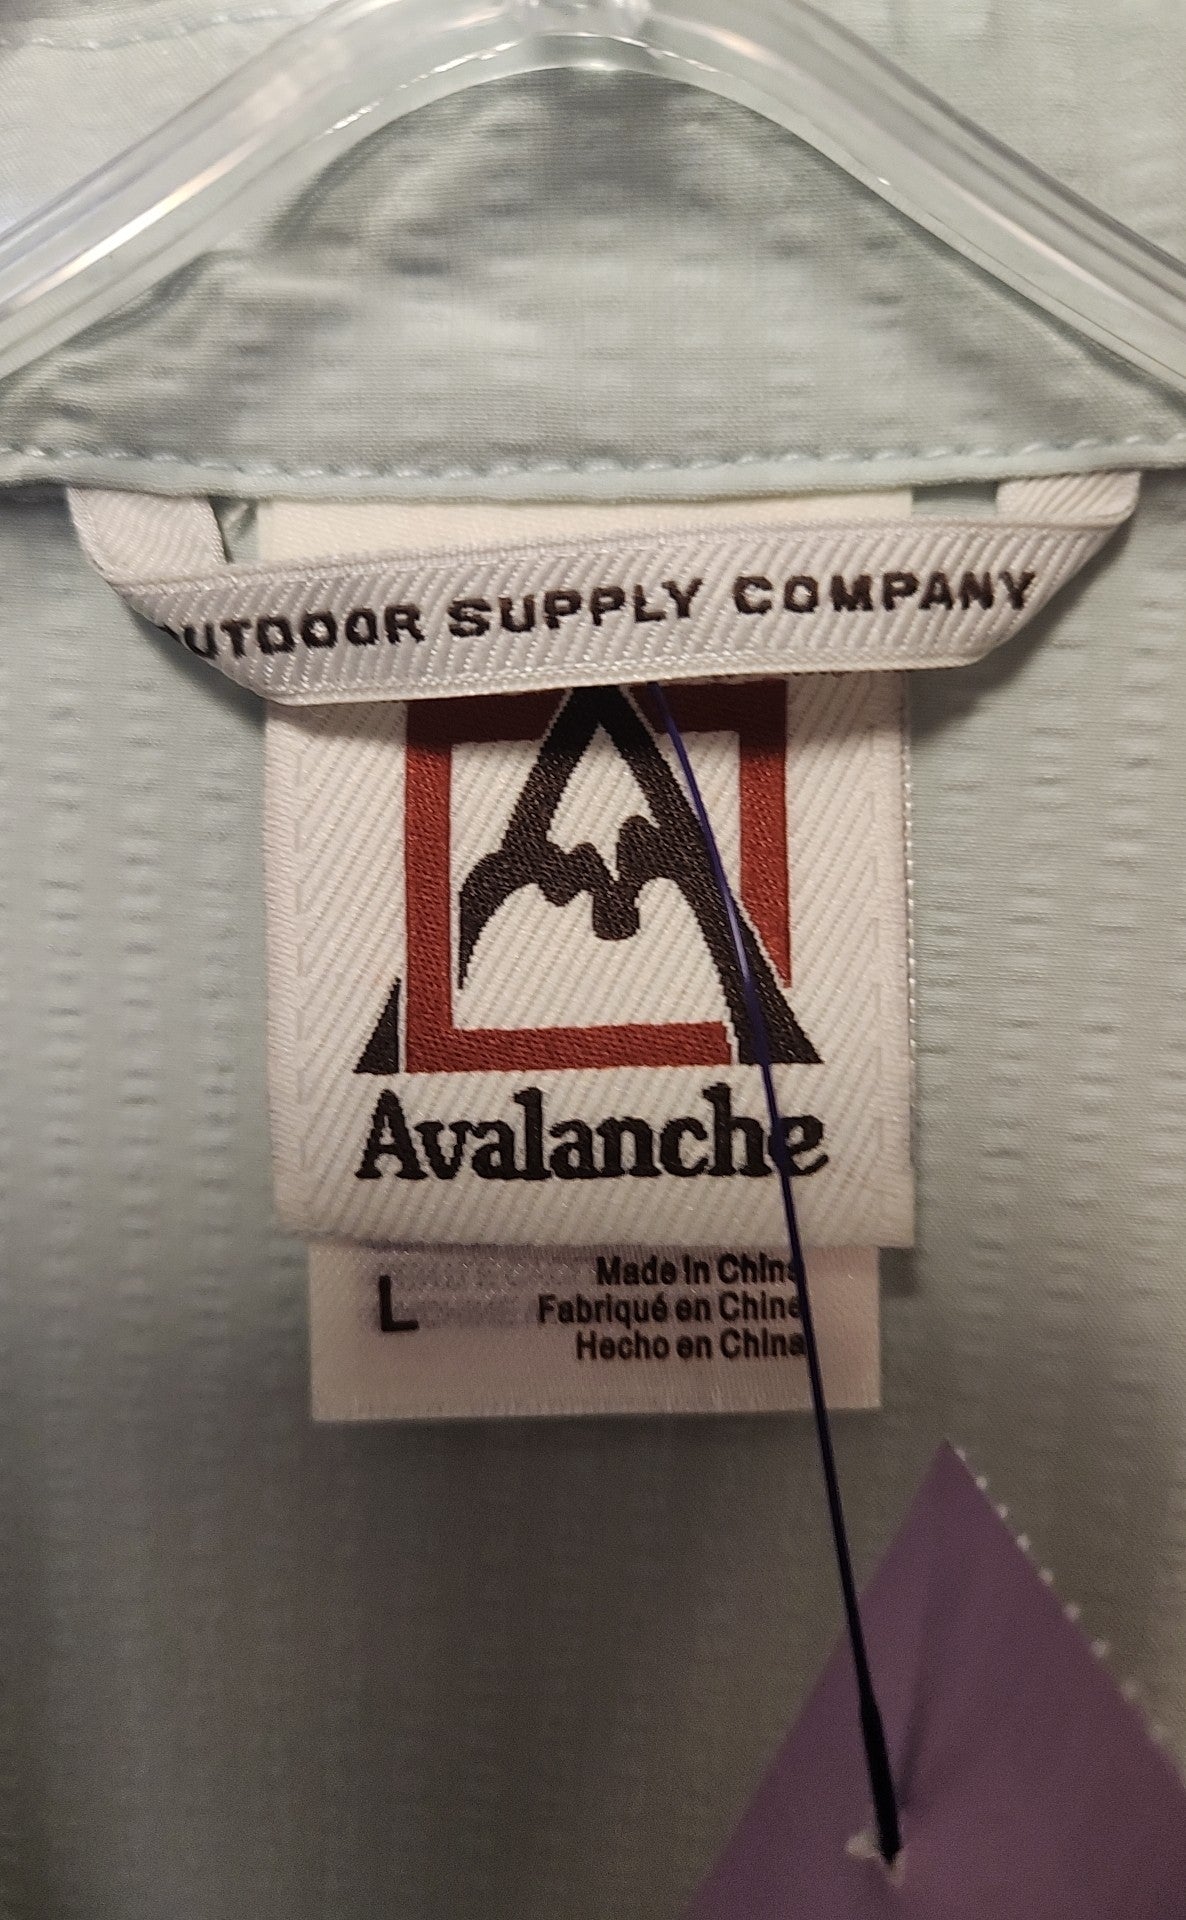 OUTDOOR SUPPLY COMPANY
Avalanche
L
Made in China
Fabriqué en Chine
Hecho en China